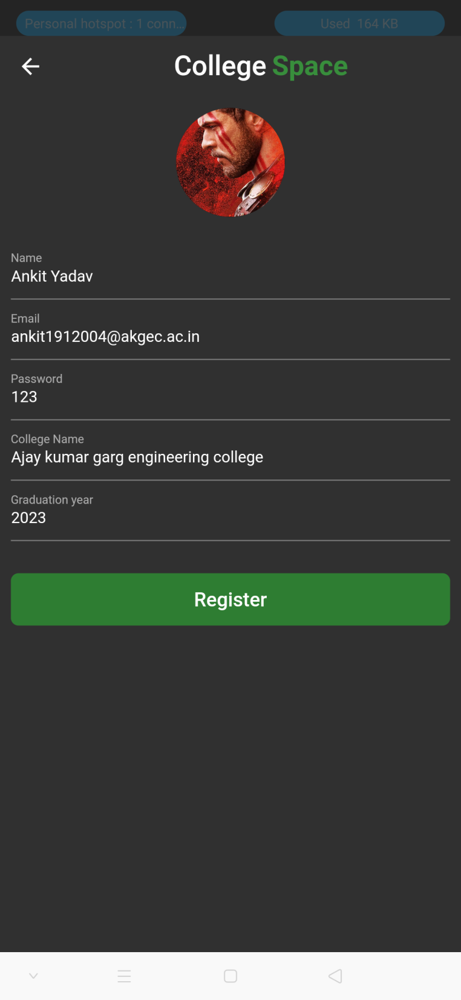 Personal hotspot : 1 conn... Used 164 KB
College Space
Name
Ankit Yadav
Email
ankit1912004@akgec.ac.in
Password
123
College Name
Ajay kumar garg engineering college
Graduation year
2023
Register